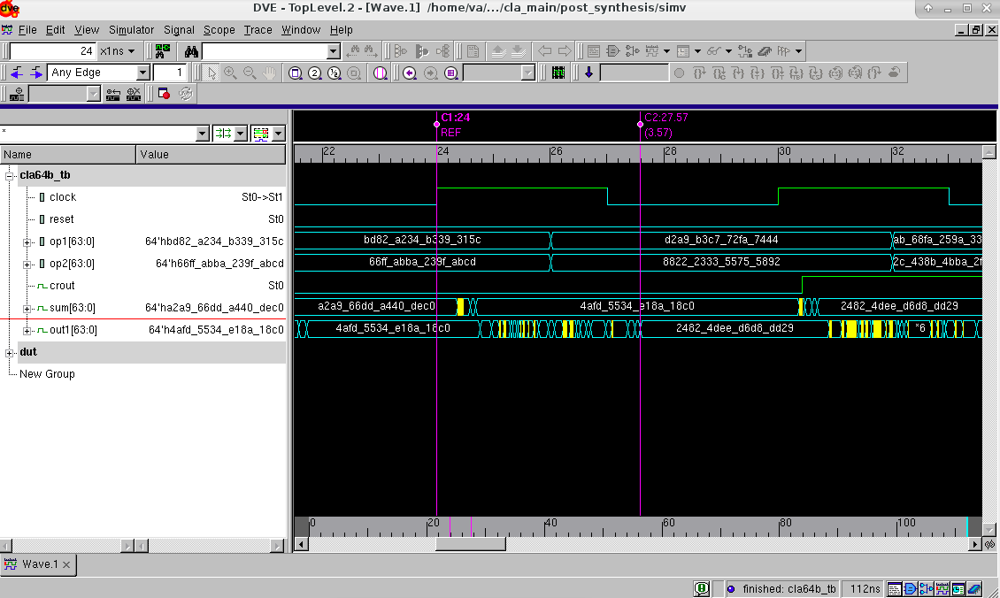 dve
DVE - TopLevel.2 - [Wave.1] /home/va/.../cla_main/post_synthesis/simv
File Edit View Simulator Signal Scope Trace Window Help
24 x1ns
Any Edge 1
C1:24 C2:27.57
REF (3.57)
*
Name Value 22 24 26 28 30 32
cla64b_tb
clock St0->St1
reset St0
op1[63:0] 64'hbd82_a234_b339_315c bd82_a234_b339_315c d2a9_b3c7_72fa_7444 ab_68fa_259a_33
op2[63:0] 64'h66ff_abba_239f_abcd 66ff_abba_239f_abcd 8822_2333_5575_5892 2c_438b_4bba_2f
crout St0
sum[63:0] 64'ha2a9_66dd_a440_dec0 a2a9_66dd_a440_dec0 4afd_5534_e18a_18c0 2482_4dee_d6d8_dd29
out1[63:0] 64'h4afd_5534_e18a_18c0 4afd_5534_e18a_18c0 2482_4dee_d6d8_dd29 *6
dut
New Group
0 20 40 60 80 100
Wave.1
finished: cla64b_tb 112ns